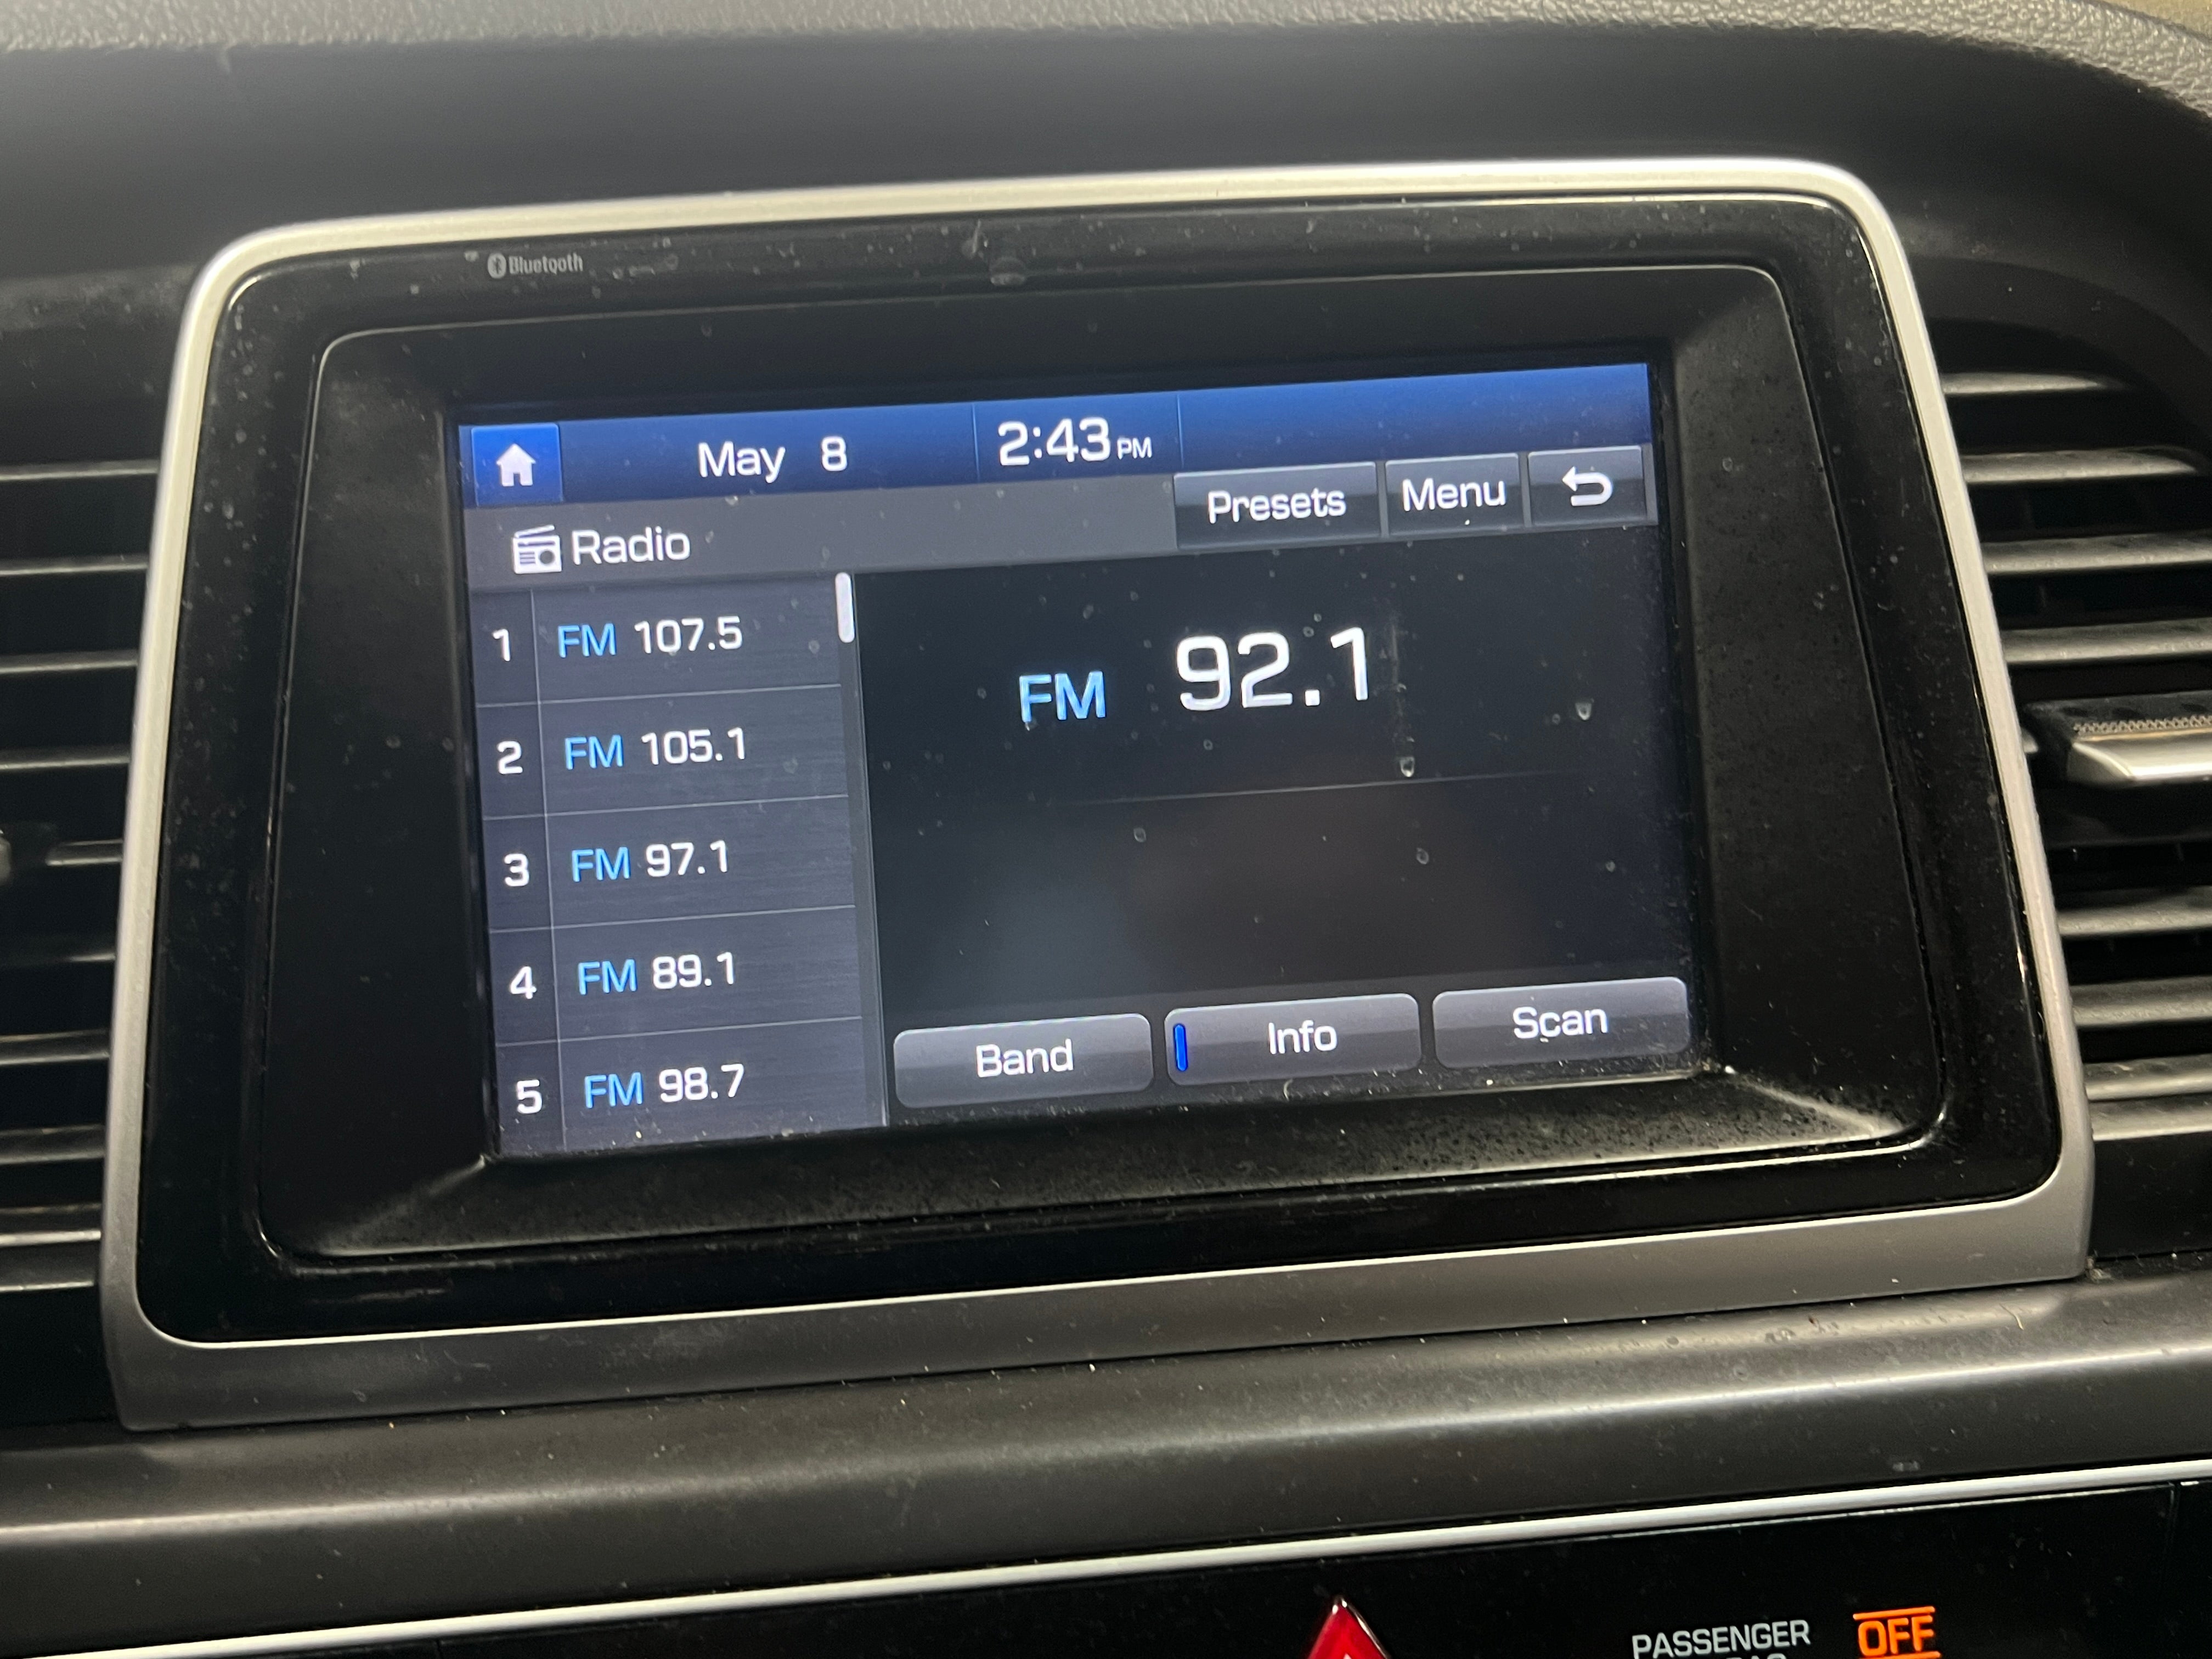 Bluetooth
May 8 2:43 PM
Presets Menu
Radio
1 FM 107.5
2 FM 105.1
3 FM 97.1
4 FM 89.1
5 FM 98.7
FM 92.1
Band Info Scan
PASSENGER OFF